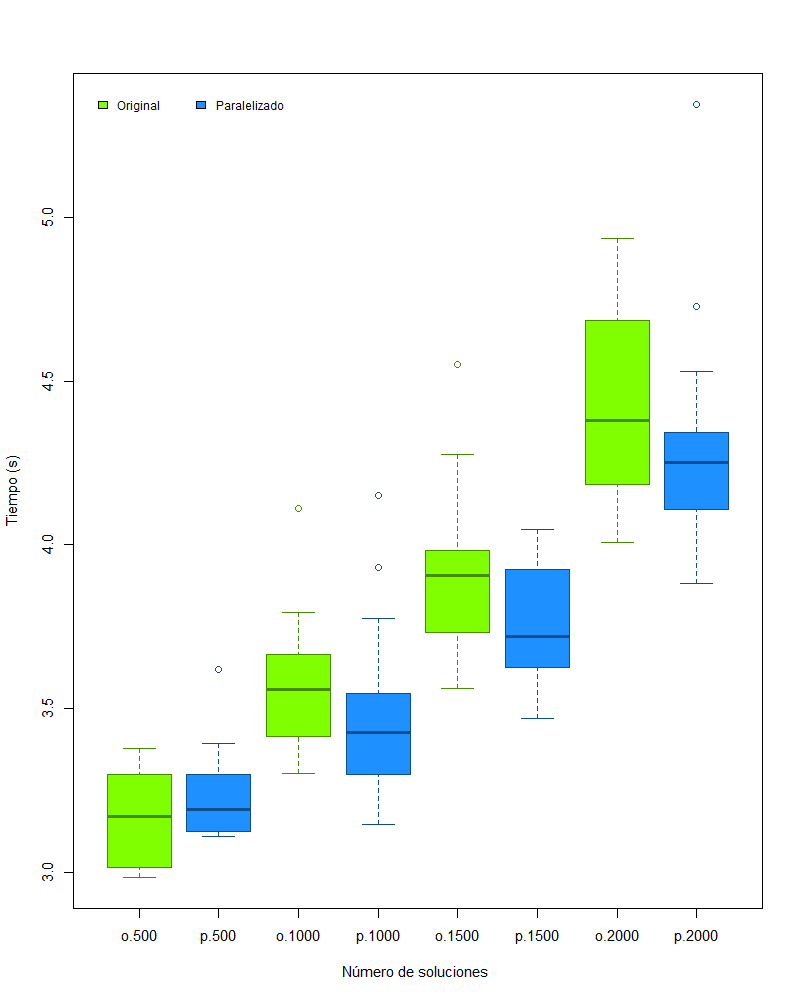 Original Paralelizado
5.0
4.5
4.0
3.5
3.0
Tiempo (s)
o.500 p.500 o.1000 p.1000 o.1500 p.1500 o.2000 p.2000
Número de soluciones